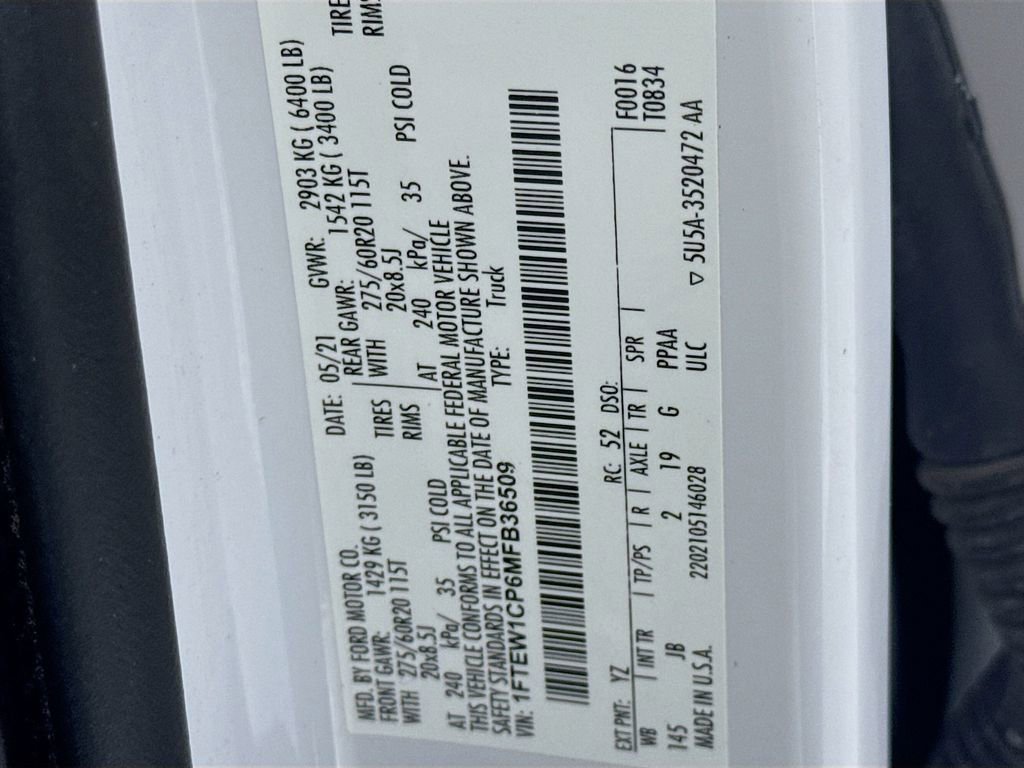 MFD. BY FORD MOTOR CO. DATE: 05/21 GVWR: 2903 KG ( 6400 LB)
FRONT GAWR: 1429 KG ( 3150 LB) REAR GAWR: 1542 KG ( 3400 LB)
WITH 275/60R20 115T TIRES WITH 275/60R20 115T TIRE
20x8.5J RIMS 20x8.5J RIMS
AT 240 kPa/ 35 PSI COLD AT 240 kPa/ 35 PSI COLD
THIS VEHICLE CONFORMS TO ALL APPLICABLE FEDERAL MOTOR VEHICLE
SAFETY STANDARDS IN EFFECT ON THE DATE OF MANUFACTURE SHOWN ABOVE.
VIN: 1FTEW1CP6MFB36509 TYPE: Truck
EXT PNT: YZ RC: 52 DSO: F0016
WB INT TR TP/PS R AXLE TR SPR T0834
145 JB 2 19 G PPAA
MADE IN U.S.A. 2202105146028 ULC ▽ 5U5A-3520472 AA